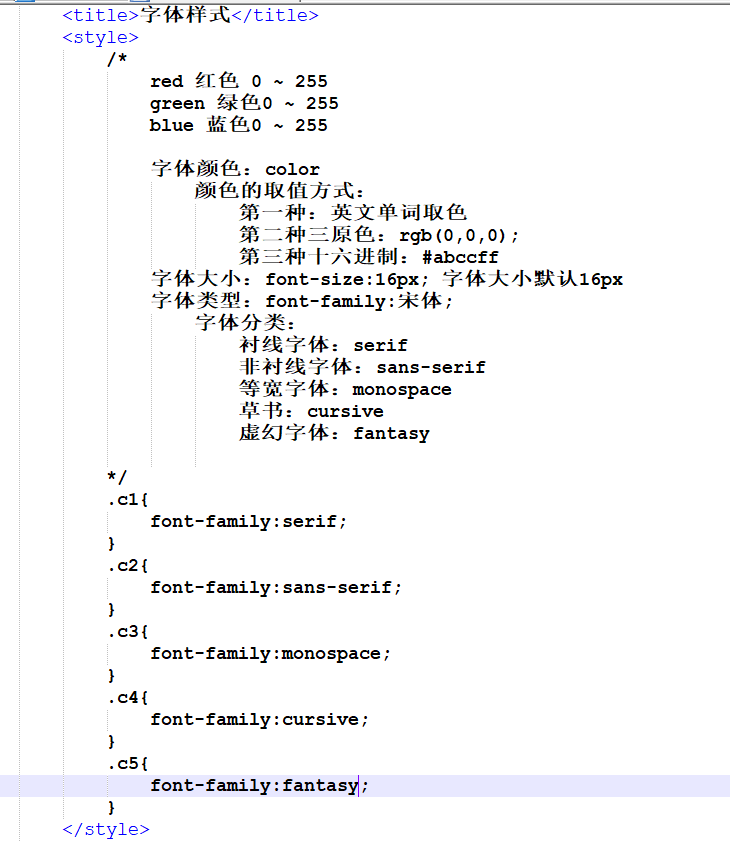 <title>字体样式</title>
<style>
/*
red 红色 0 ~ 255
green 绿色0 ~ 255
blue 蓝色0 ~ 255
字体颜色：color
颜色的取值方式：
第一种：英文单词取色
第二种三原色：rgb(0,0,0);
第三种十六进制：#abccff
字体大小：font-size:16px; 字体大小默认16px
字体类型：font-family:宋体;
字体分类：
衬线字体：serif
非衬线字体：sans-serif
等宽字体：monospace
草书：cursive
虚幻字体：fantasy
*/
.c1{
font-family:serif;
}
.c2{
font-family:sans-serif;
}
.c3{
font-family:monospace;
}
.c4{
font-family:cursive;
}
.c5{
font-family:fantasy;
}
</style>